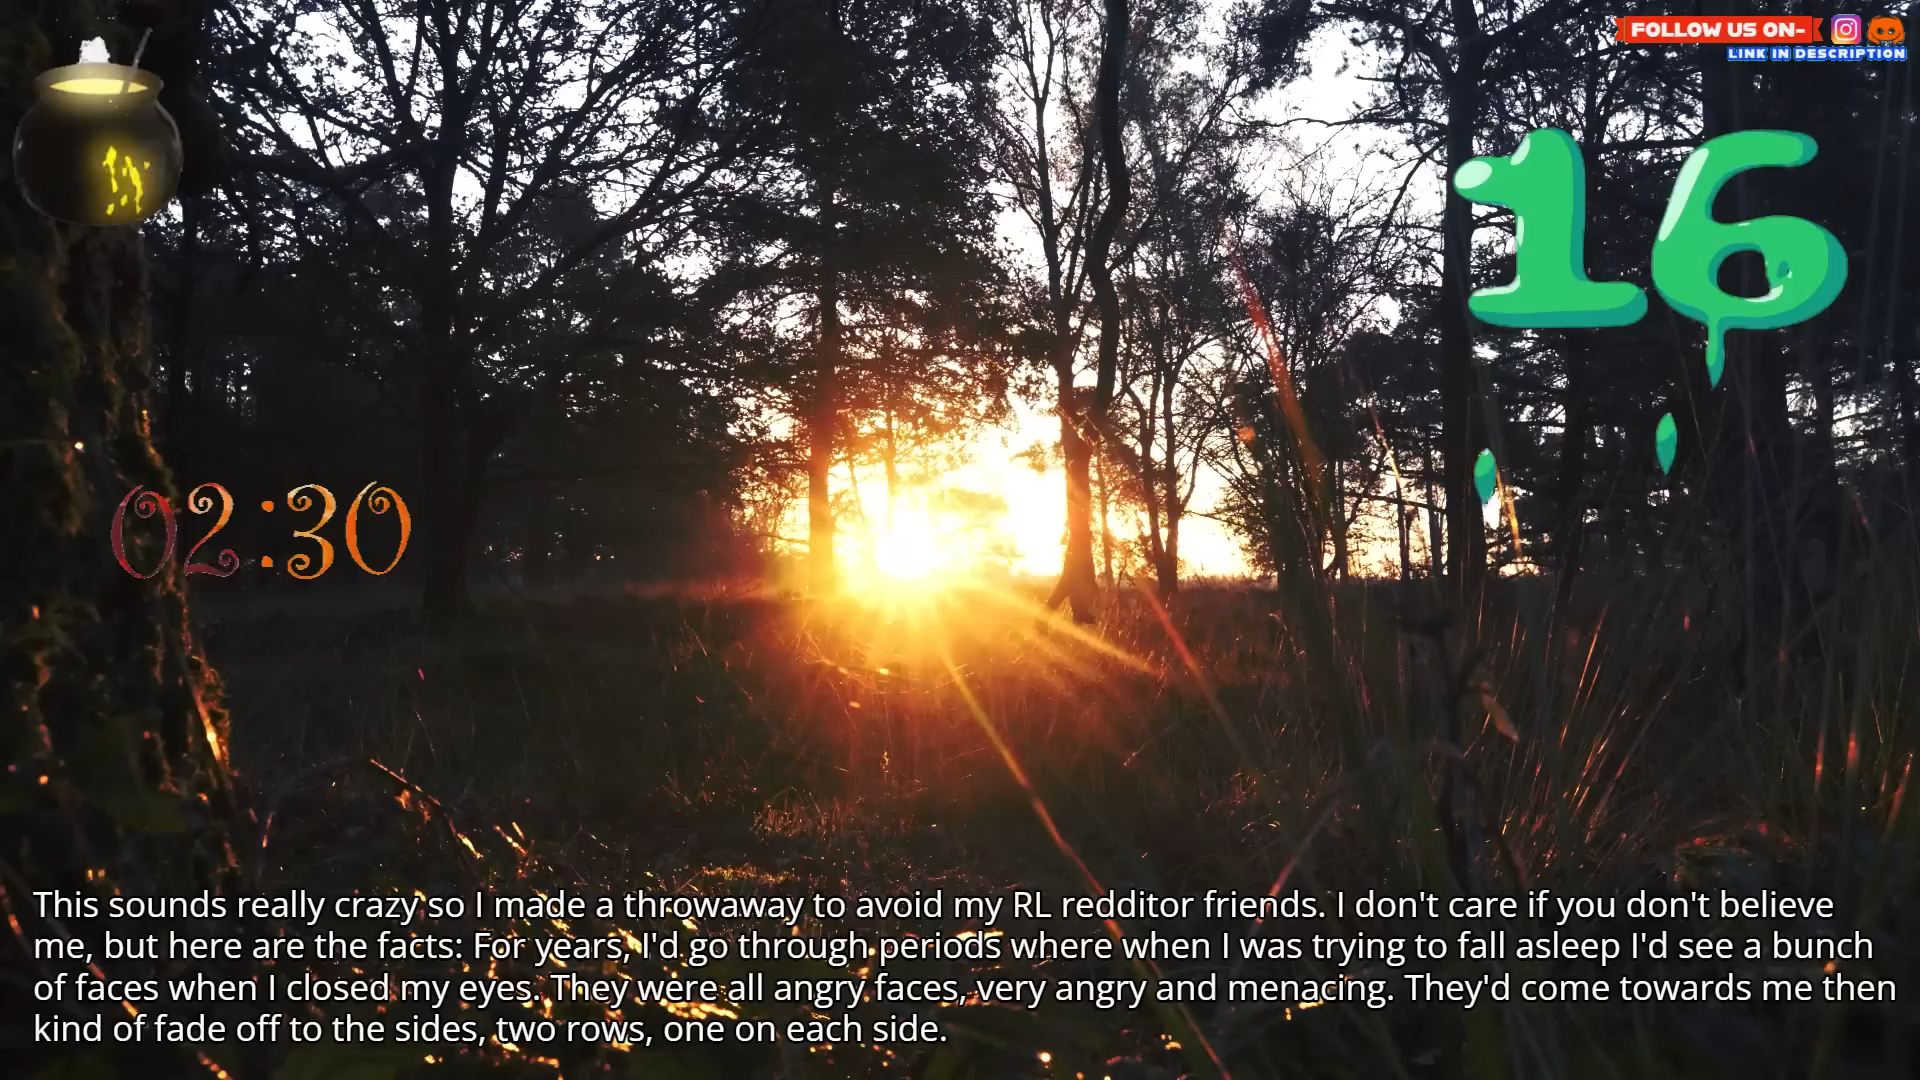 FOLLOW US ON-
LINK IN DESCRIPTION
16
02:30
This sounds really crazy so I made a throwaway to avoid my RL redditor friends. I don't care if you don't believe
me, but here are the facts: For years, I'd go through periods where when I was trying to fall asleep I'd see a bunch
of faces when I closed my eyes. They were all angry faces, very angry and menacing. They'd come towards me then
kind of fade off to the sides, two rows, one on each side.